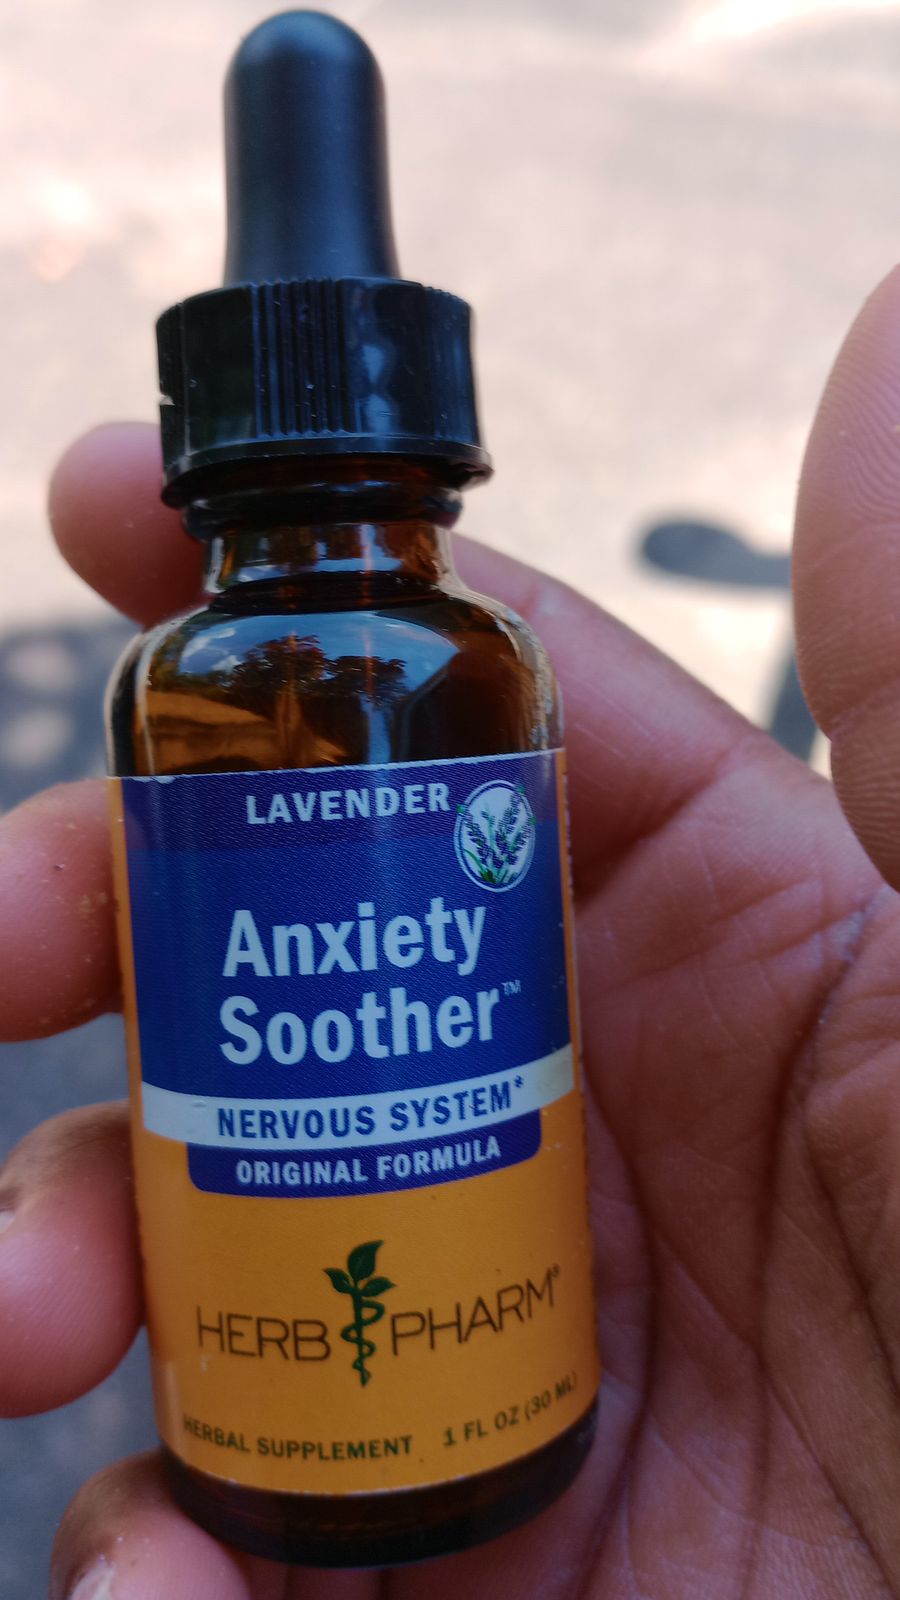 LAVENDER
Anxiety
Soother™
NERVOUS SYSTEM*
ORIGINAL FORMULA
HERB PHARM®
HERBAL SUPPLEMENT 1 FL OZ (30 ML)